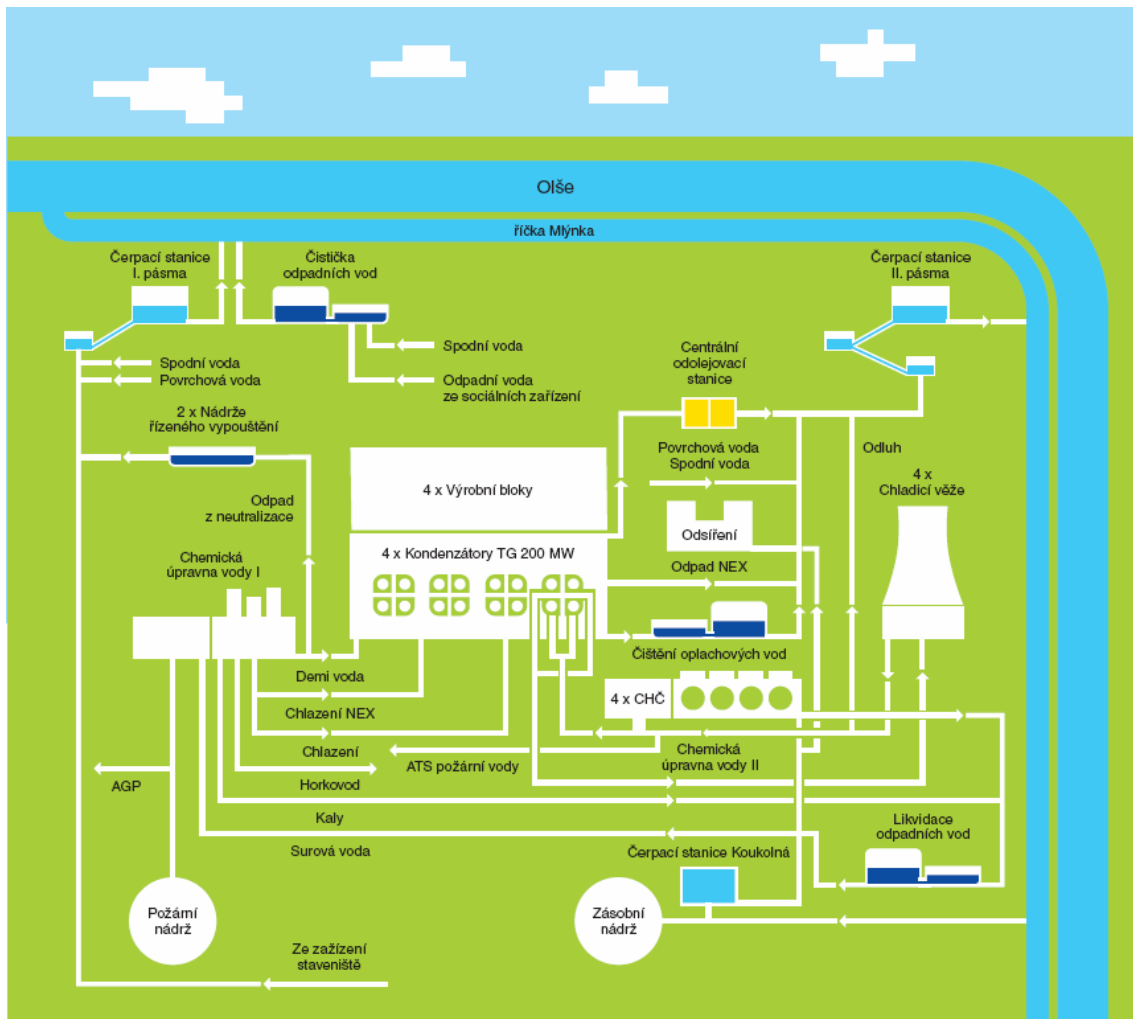 Olše
říčka Mlýnka
Čerpací stanice
I. pásma
Čistička
odpadních vod
Čerpací stanice
II. pásma
Spodní voda
Povrchová voda
Spodní voda
Odpadní voda
ze sociálních zařízení
Centrální
odolejovací
stanice
2 x Nádrže
řízeného vypouštění
Povrchová voda
Spodní voda
Odluh
4 x
Chladicí věže
4 x Výrobní bloky
Odpad
z neutralizace
Odsíření
4 x Kondenzátory TG 200 MW
Chemická
úpravna vody I
Odpad NEX
Čištění oplachových vod
Demi voda
4 x CHČ
Chlazení NEX
Chlazení
ATS požární vody
Chemická
úpravna vody II
AGP
Horkovod
Kaly
Likvidace
odpadních vod
Surová voda
Čerpací stanice Koukolná
Požární
nádrž
Zásobní
nádrž
Ze zažízení
staveniště